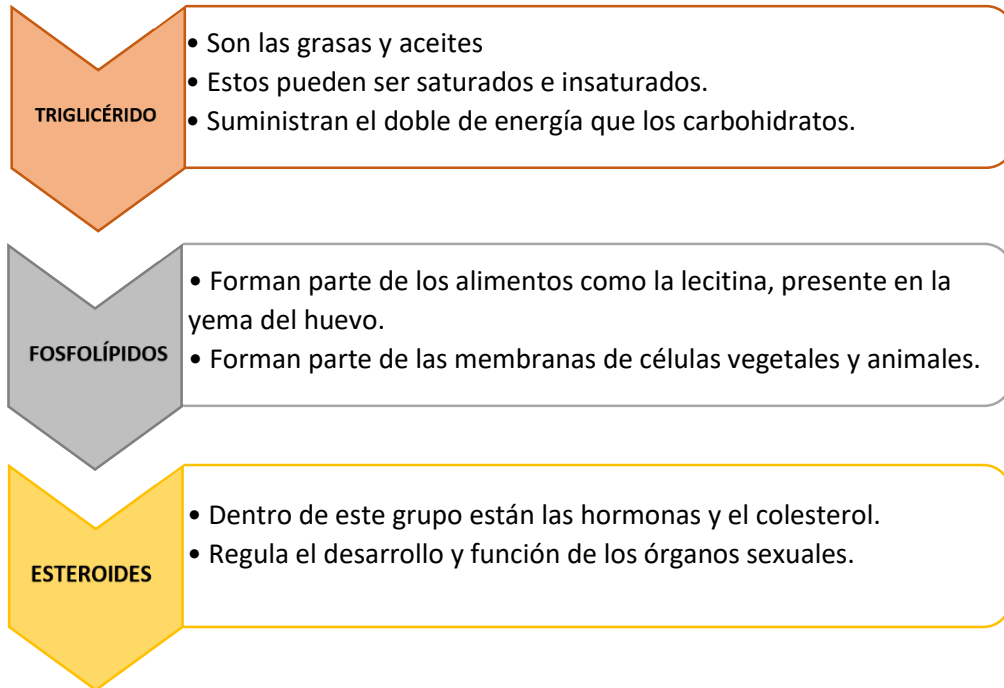 TRIGLICÉRIDO
• Son las grasas y aceites
• Estos pueden ser saturados e insaturados.
• Suministran el doble de energía que los carbohidratos.
FOSFOLÍPIDOS
• Forman parte de los alimentos como la lecitina, presente en la
yema del huevo.
• Forman parte de las membranas de células vegetales y animales.
ESTEROIDES
• Dentro de este grupo están las hormonas y el colesterol.
• Regula el desarrollo y función de los órganos sexuales.